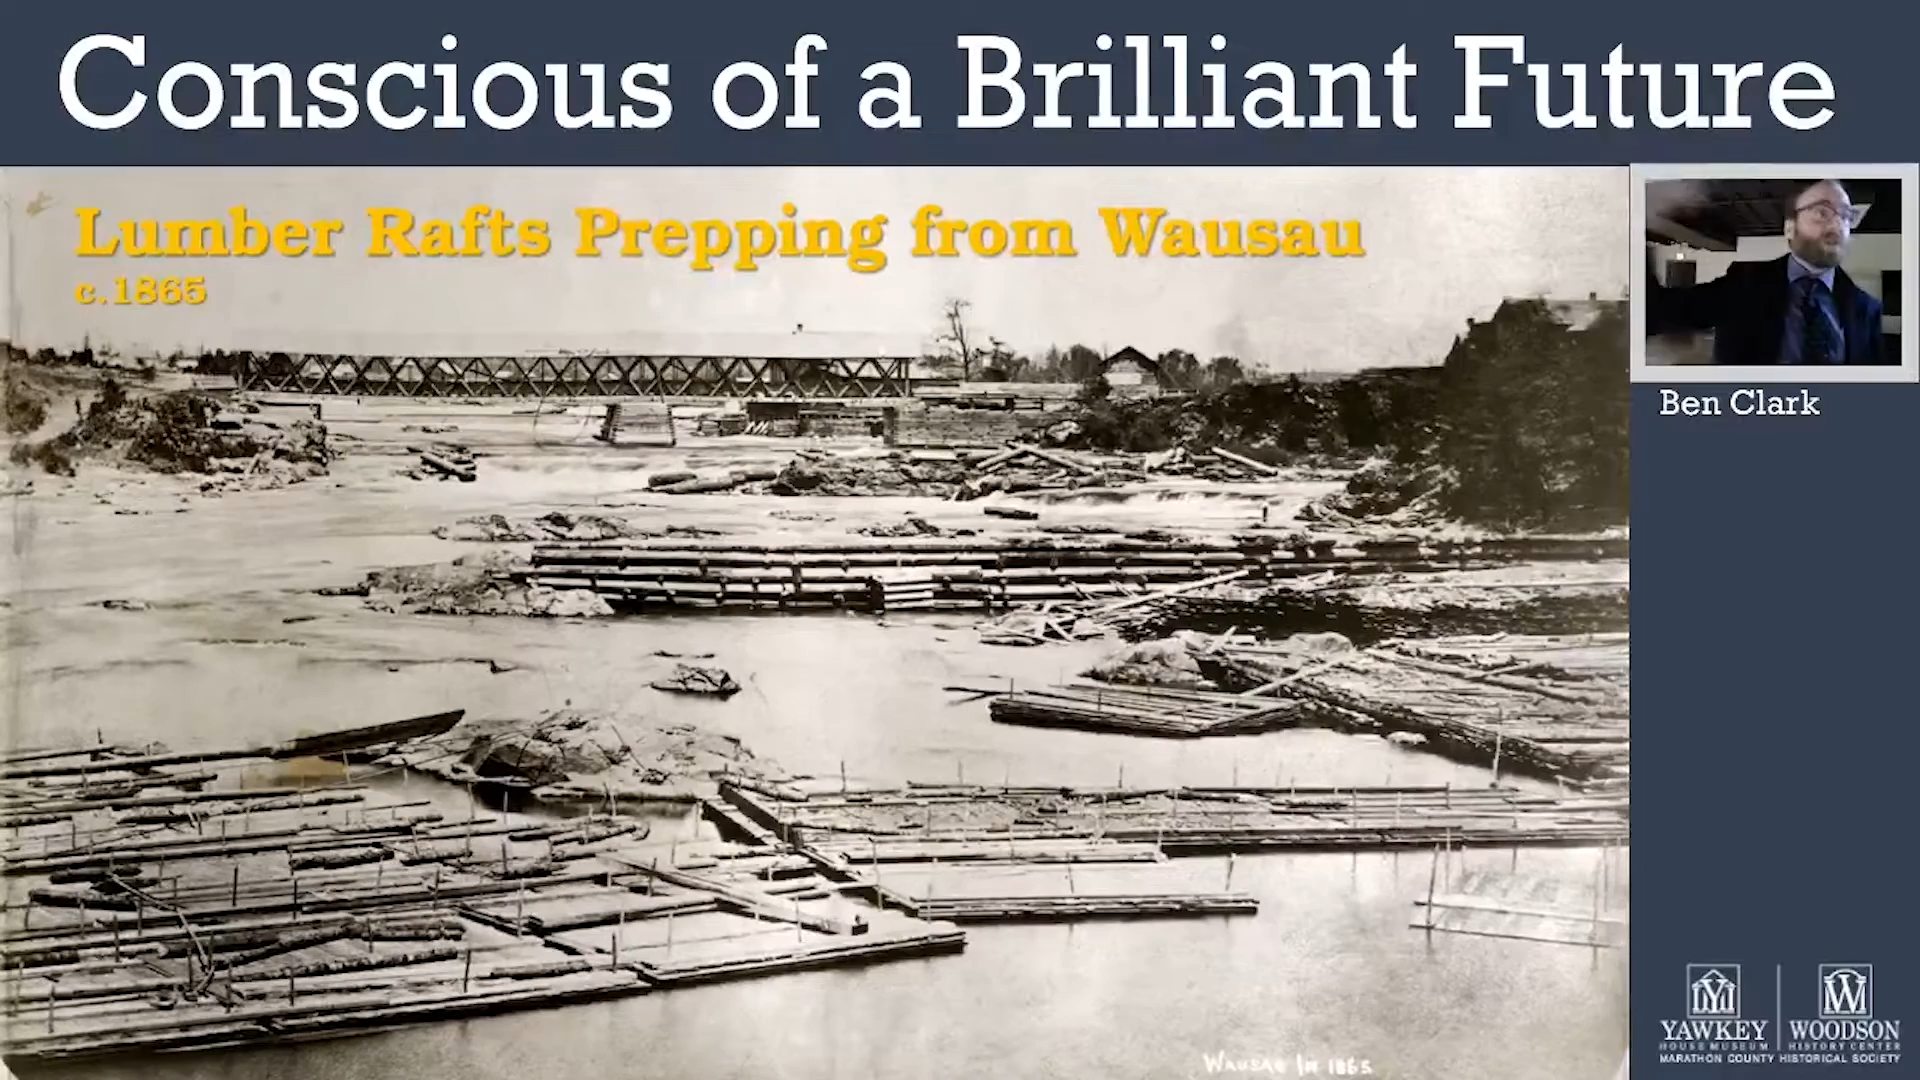 Conscious of a Brilliant Future
Lumber Rafts Prepping from Wausau
c.1865
Ben Clark
Wausau In 1865
YAWKEY
HOUSE MUSEUM
WOODSON
HISTORY CENTER
MARATHON COUNTY HISTORICAL SOCIETY